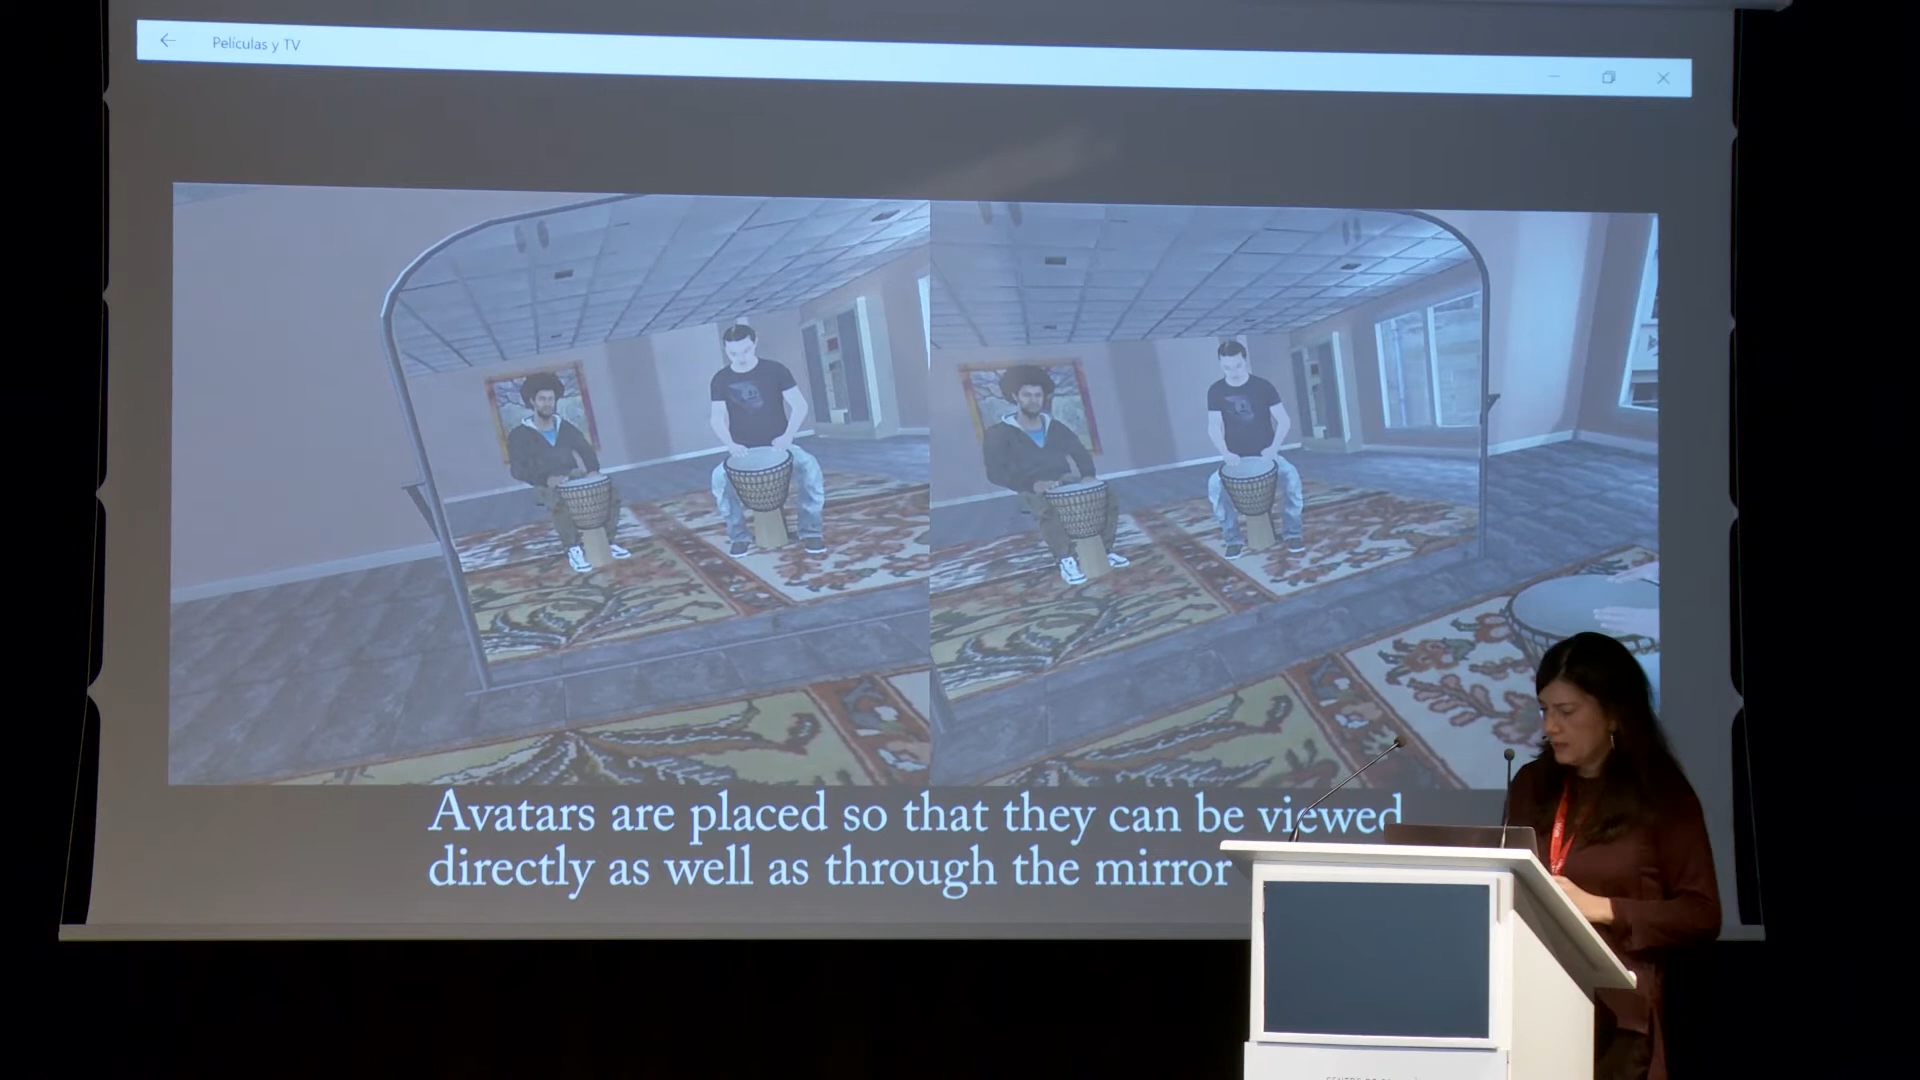 Películas y TV
Avatars are placed so that they can be viewed
directly as well as through the mirror